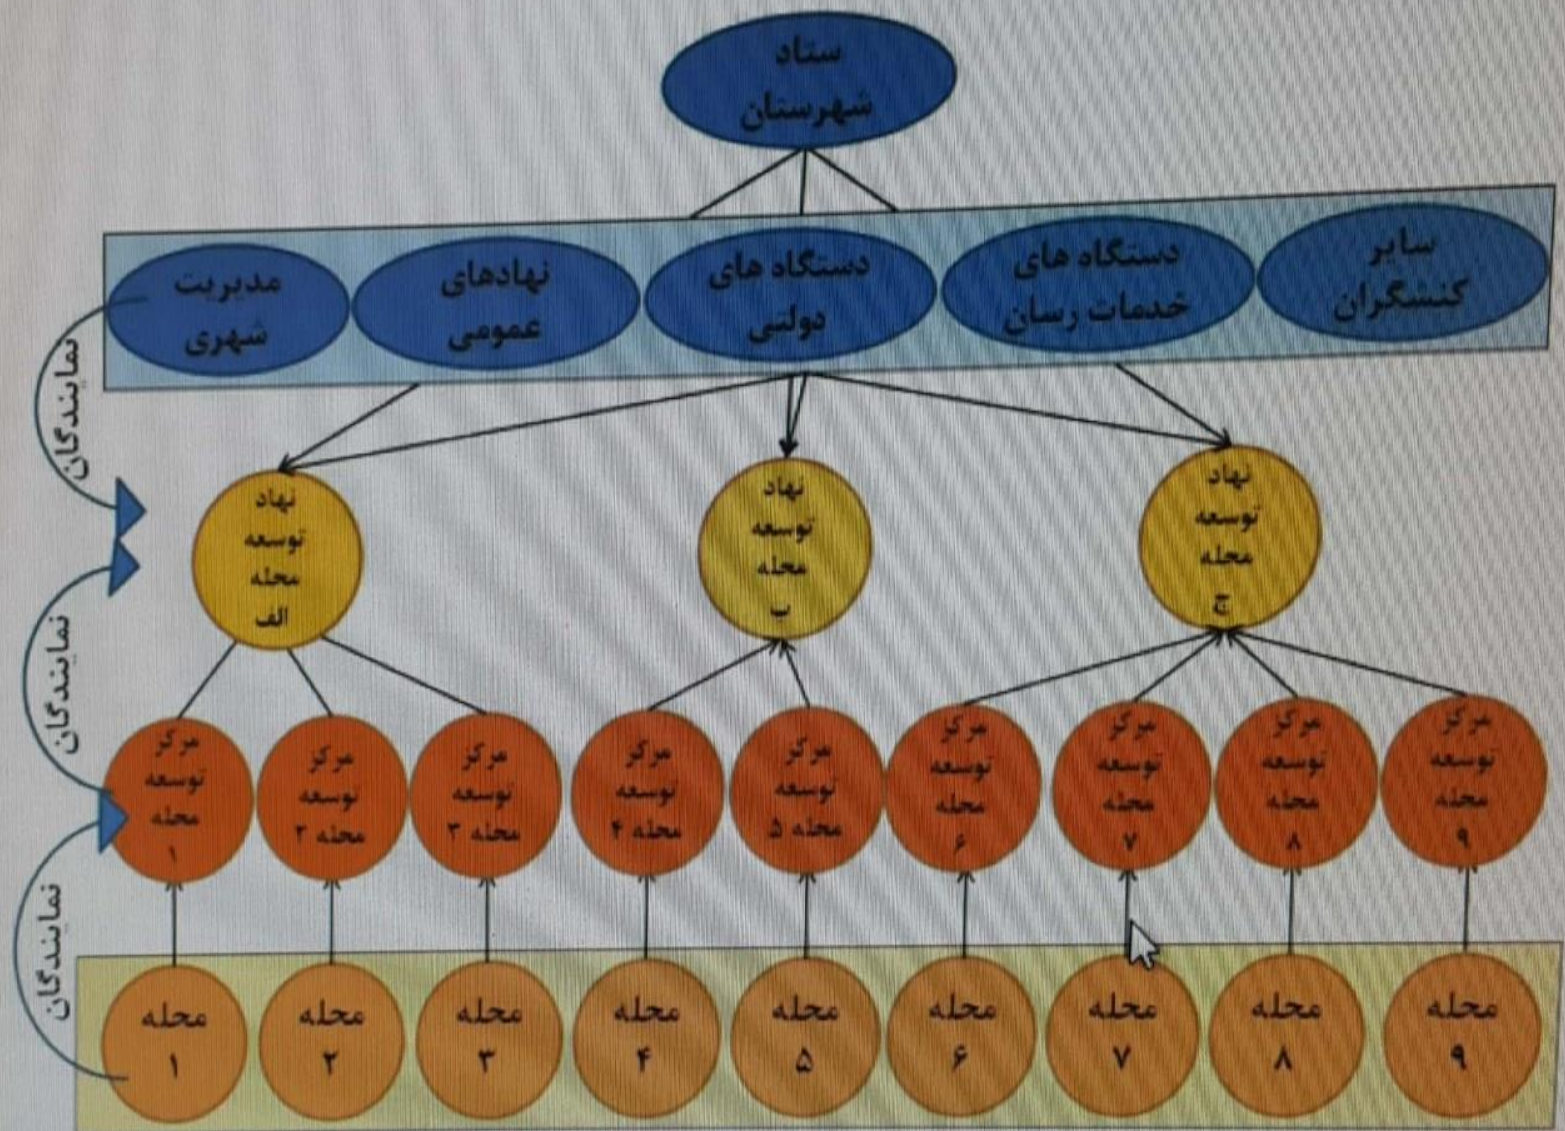 ستاد
شهرستان
سایر
کنشگران
دستگاه های
خدمات رسان
دستگاه های
دولتی
نهادهای
عمومی
مدیریت
شهری
نمایندگان
نهاد
توسعه
محله
ج
نهاد
توسعه
محله
ب
نهاد
توسعه
محله
الف
نمایندگان
مرکز
توسعه
محله
۹
مرکز
توسعه
محله
۸
مرکز
توسعه
محله
۷
مرکز
توسعه
محله
۶
مرکز
توسعه
محله ۵
مرکز
توسعه
محله ۴
مرکز
توسعه
محله ۳
مرکز
توسعه
محله ۲
مرکز
توسعه
محله
۱
نمایندگان
محله
۹
محله
۸
محله
۷
محله
۶
محله
۵
محله
۴
محله
۳
محله
۲
محله
۱